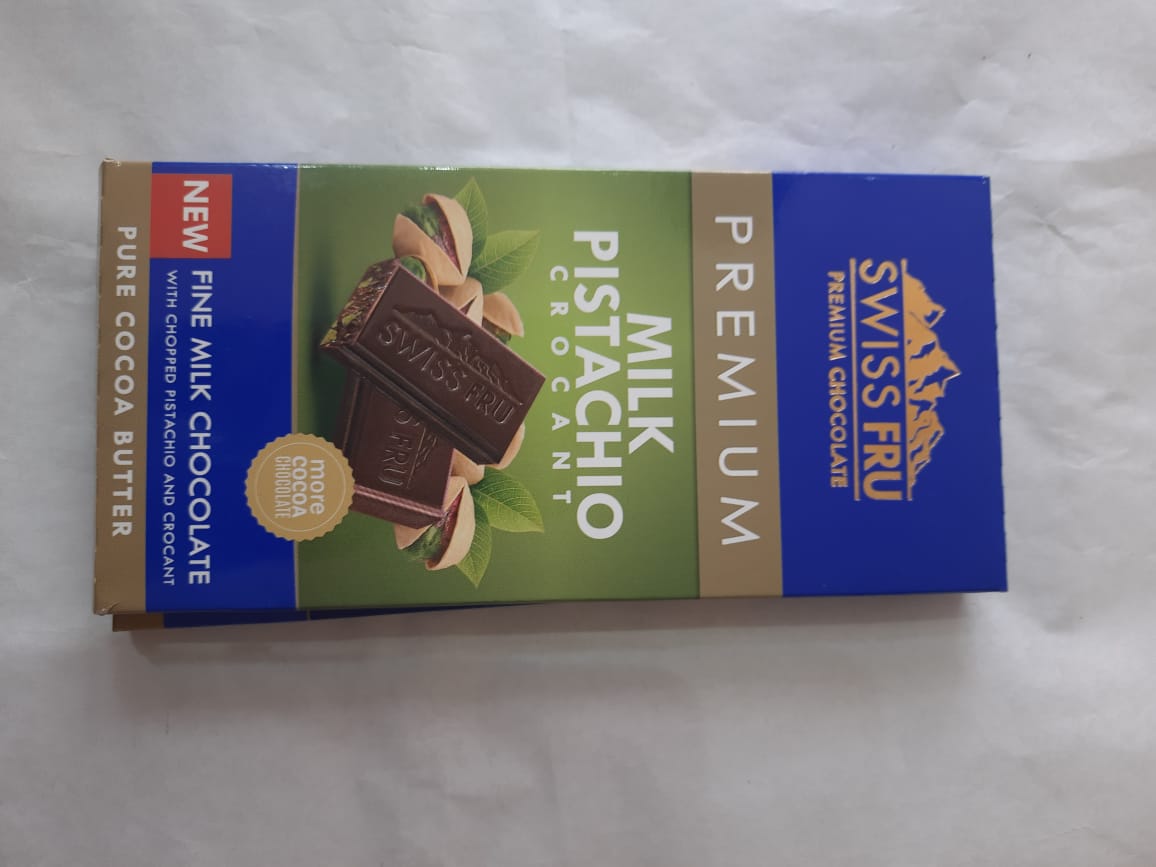 SWISS FRU
PREMIUM CHOCOLATE
PREMIUM
MILK
PISTACHIO
CROCANT
SWISS FRU
S FRU
more
COCOA
CHOCOLATE
NEW
FINE MILK CHOCOLATE
WITH CHOPPED PISTACHIO AND CROCANT
PURE COCOA BUTTER